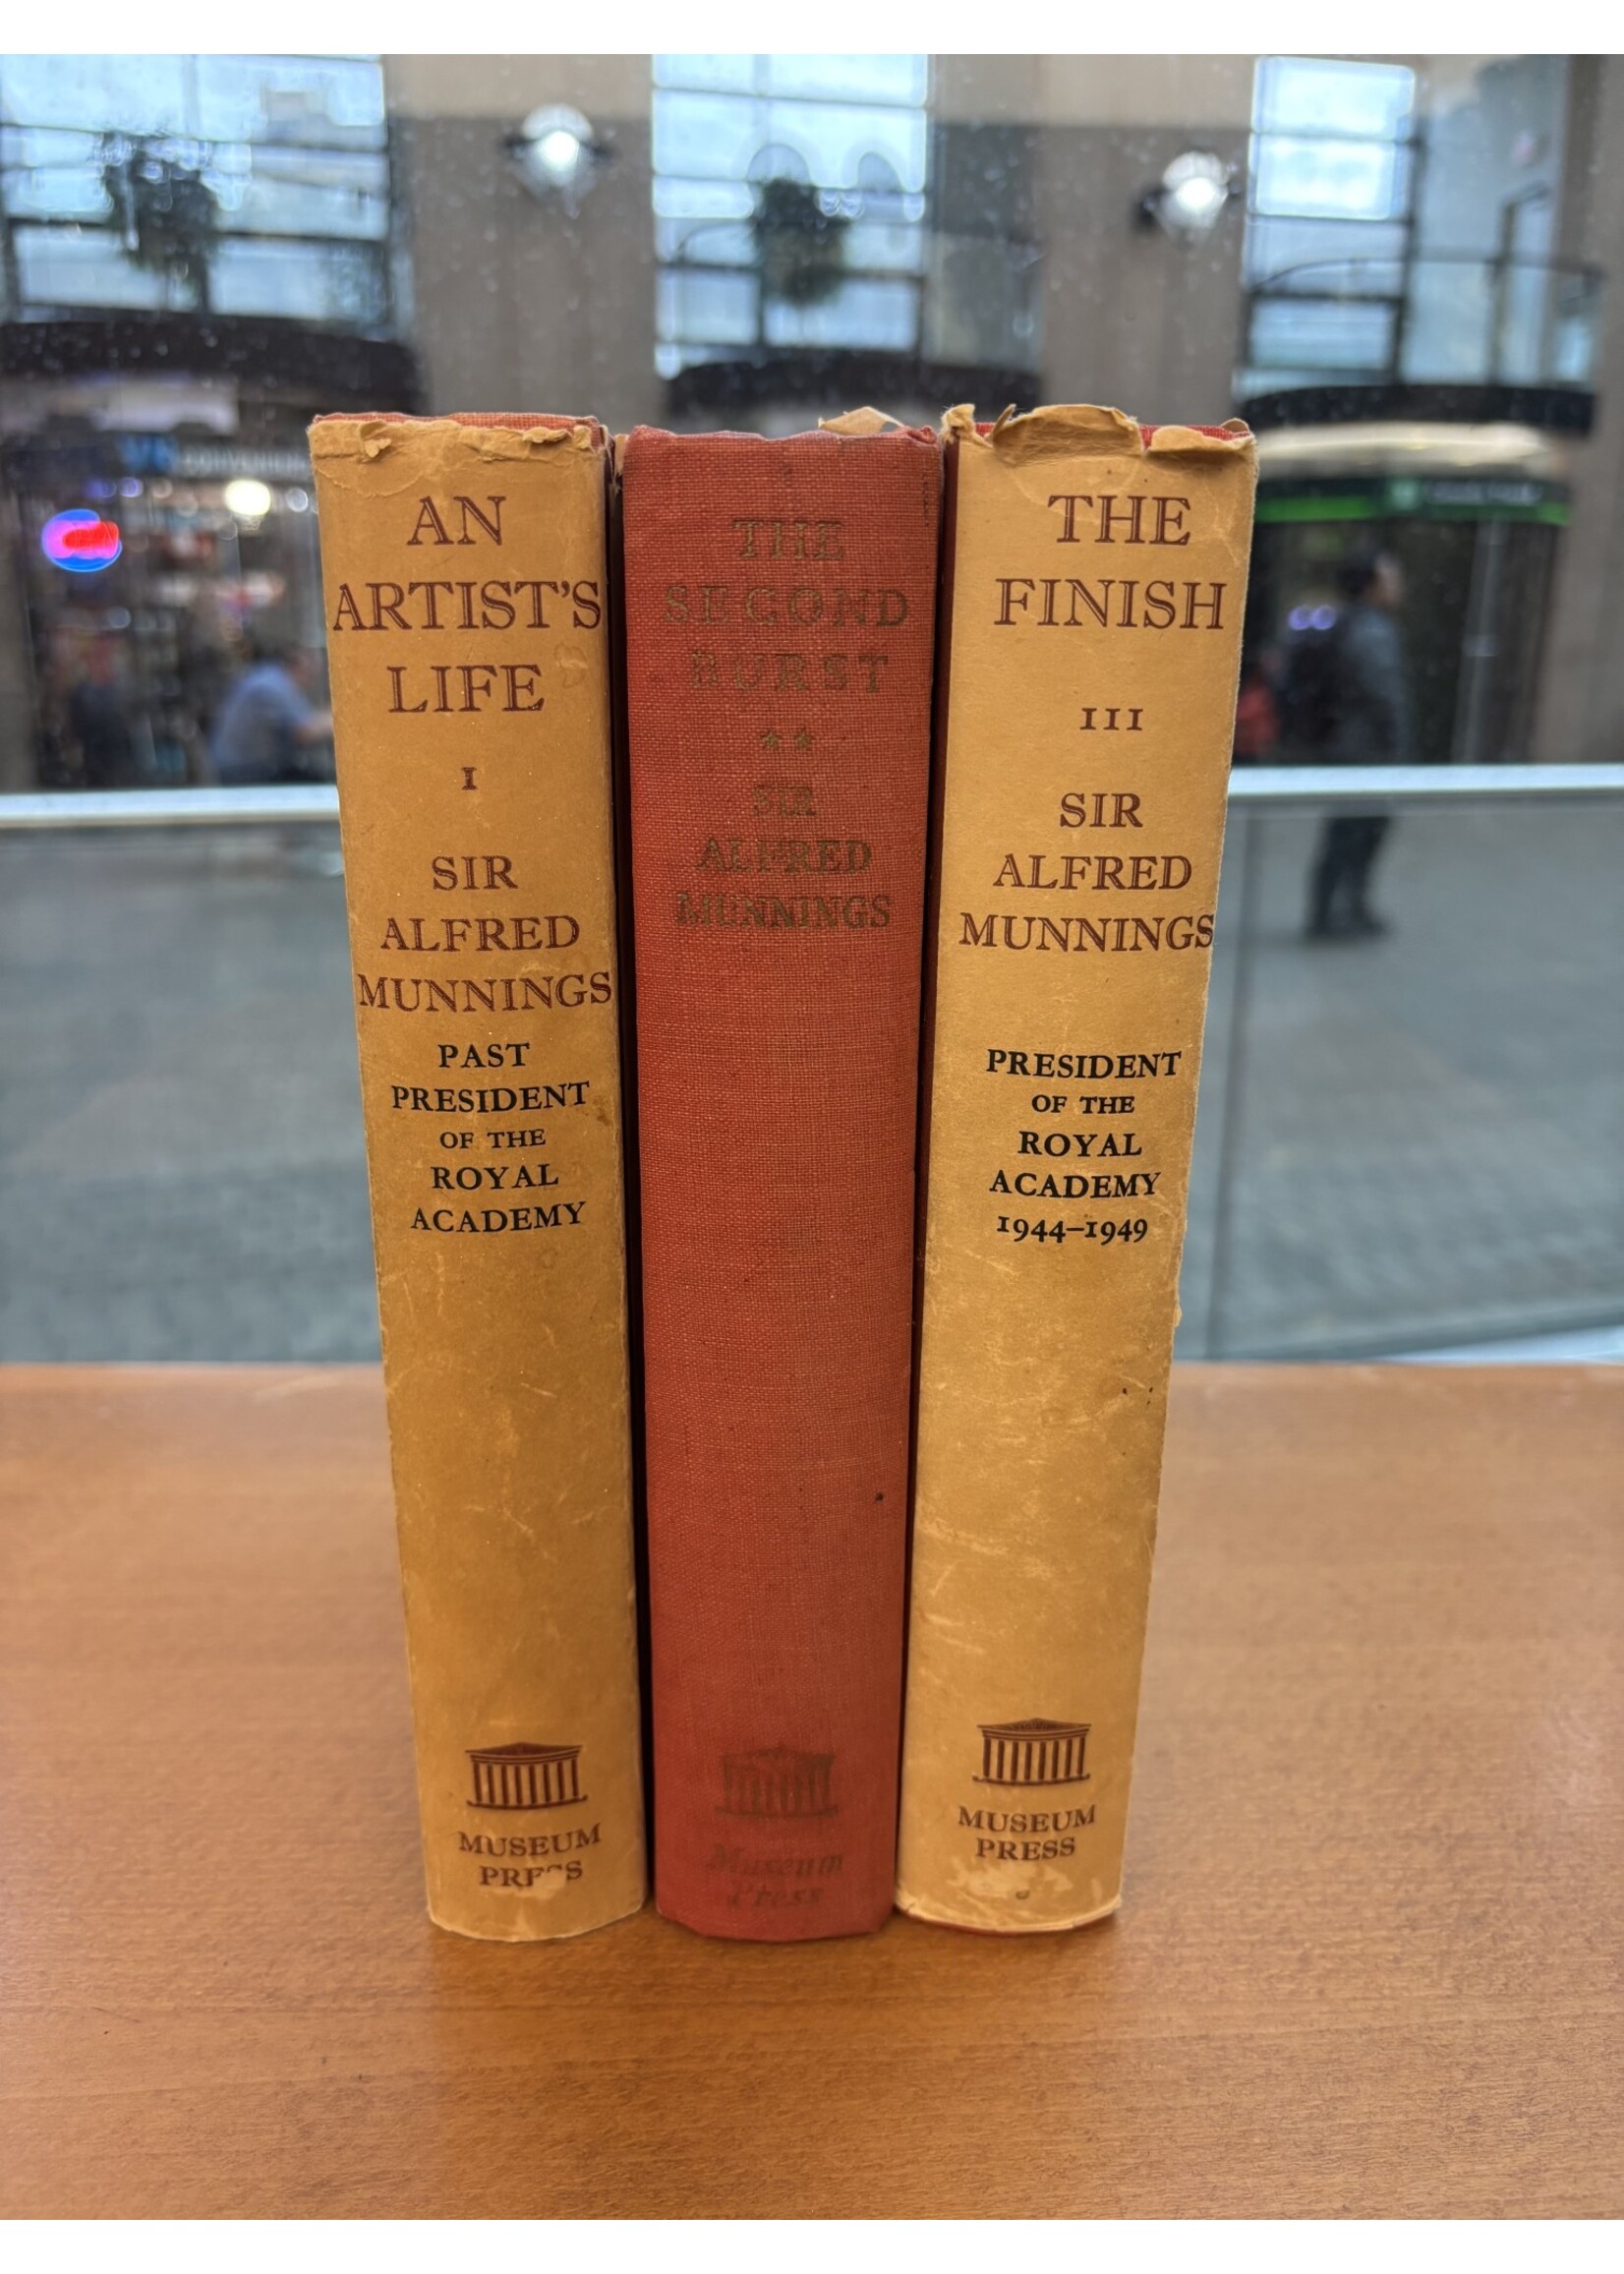 AN
ARTIST'S
LIFE
I
SIR
ALFRED
MUNNINGS
PAST
PRESIDENT
OF THE
ROYAL
ACADEMY
MUSEUM
PRESS
THE
SECOND
BURST
**
SIR
ALFRED
MUNNINGS
Museum
Press
THE
FINISH
III
SIR
ALFRED
MUNNINGS
PRESIDENT
OF THE
ROYAL
ACADEMY
1944–1949
MUSEUM
PRESS